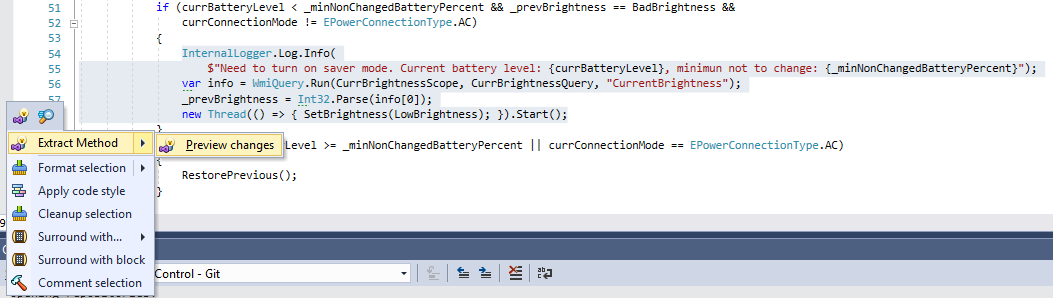 51 if (currBatteryLevel < _minNonChangedBatteryPercent && _prevBrightness == BadBrightness &&
52 currConnectionMode != EPowerConnectionType.AC)
53 {
54 InternalLogger.Log.Info(
55 $"Need to turn on saver mode. Current battery level: {currBatteryLevel}, minimun not to change: {_minNonChangedBatteryPercent}");
56 var info = WmiQuery.Run(CurrBrightnessScope, CurrBrightnessQuery, "CurrentBrightness");
57 _prevBrightness = Int32.Parse(info[0]);
new Thread(() => { SetBrightness(LowBrightness); }).Start();
}
Extract Method
Preview changes
Level >= _minNonChangedBatteryPercent || currConnectionMode == EPowerConnectionType.AC)
{
Format selection
RestorePrevious();
Apply code style
}
Cleanup selection
Surround with...
Surround with block
Control - Git
Comment selection